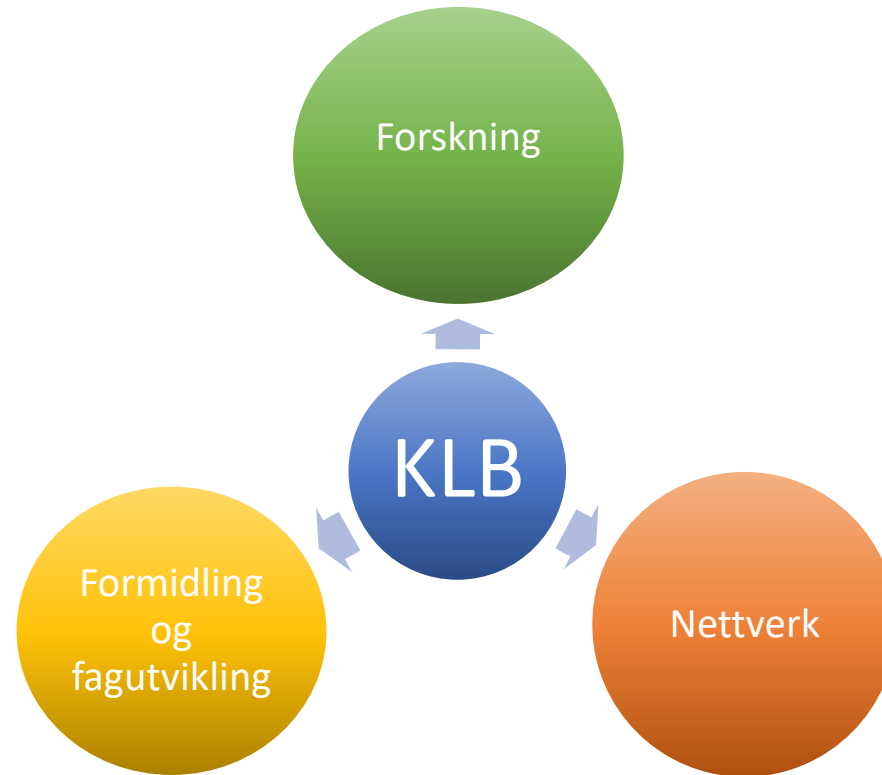 Forskning
KLB
Formidling
og
fagutvikling
Nettverk